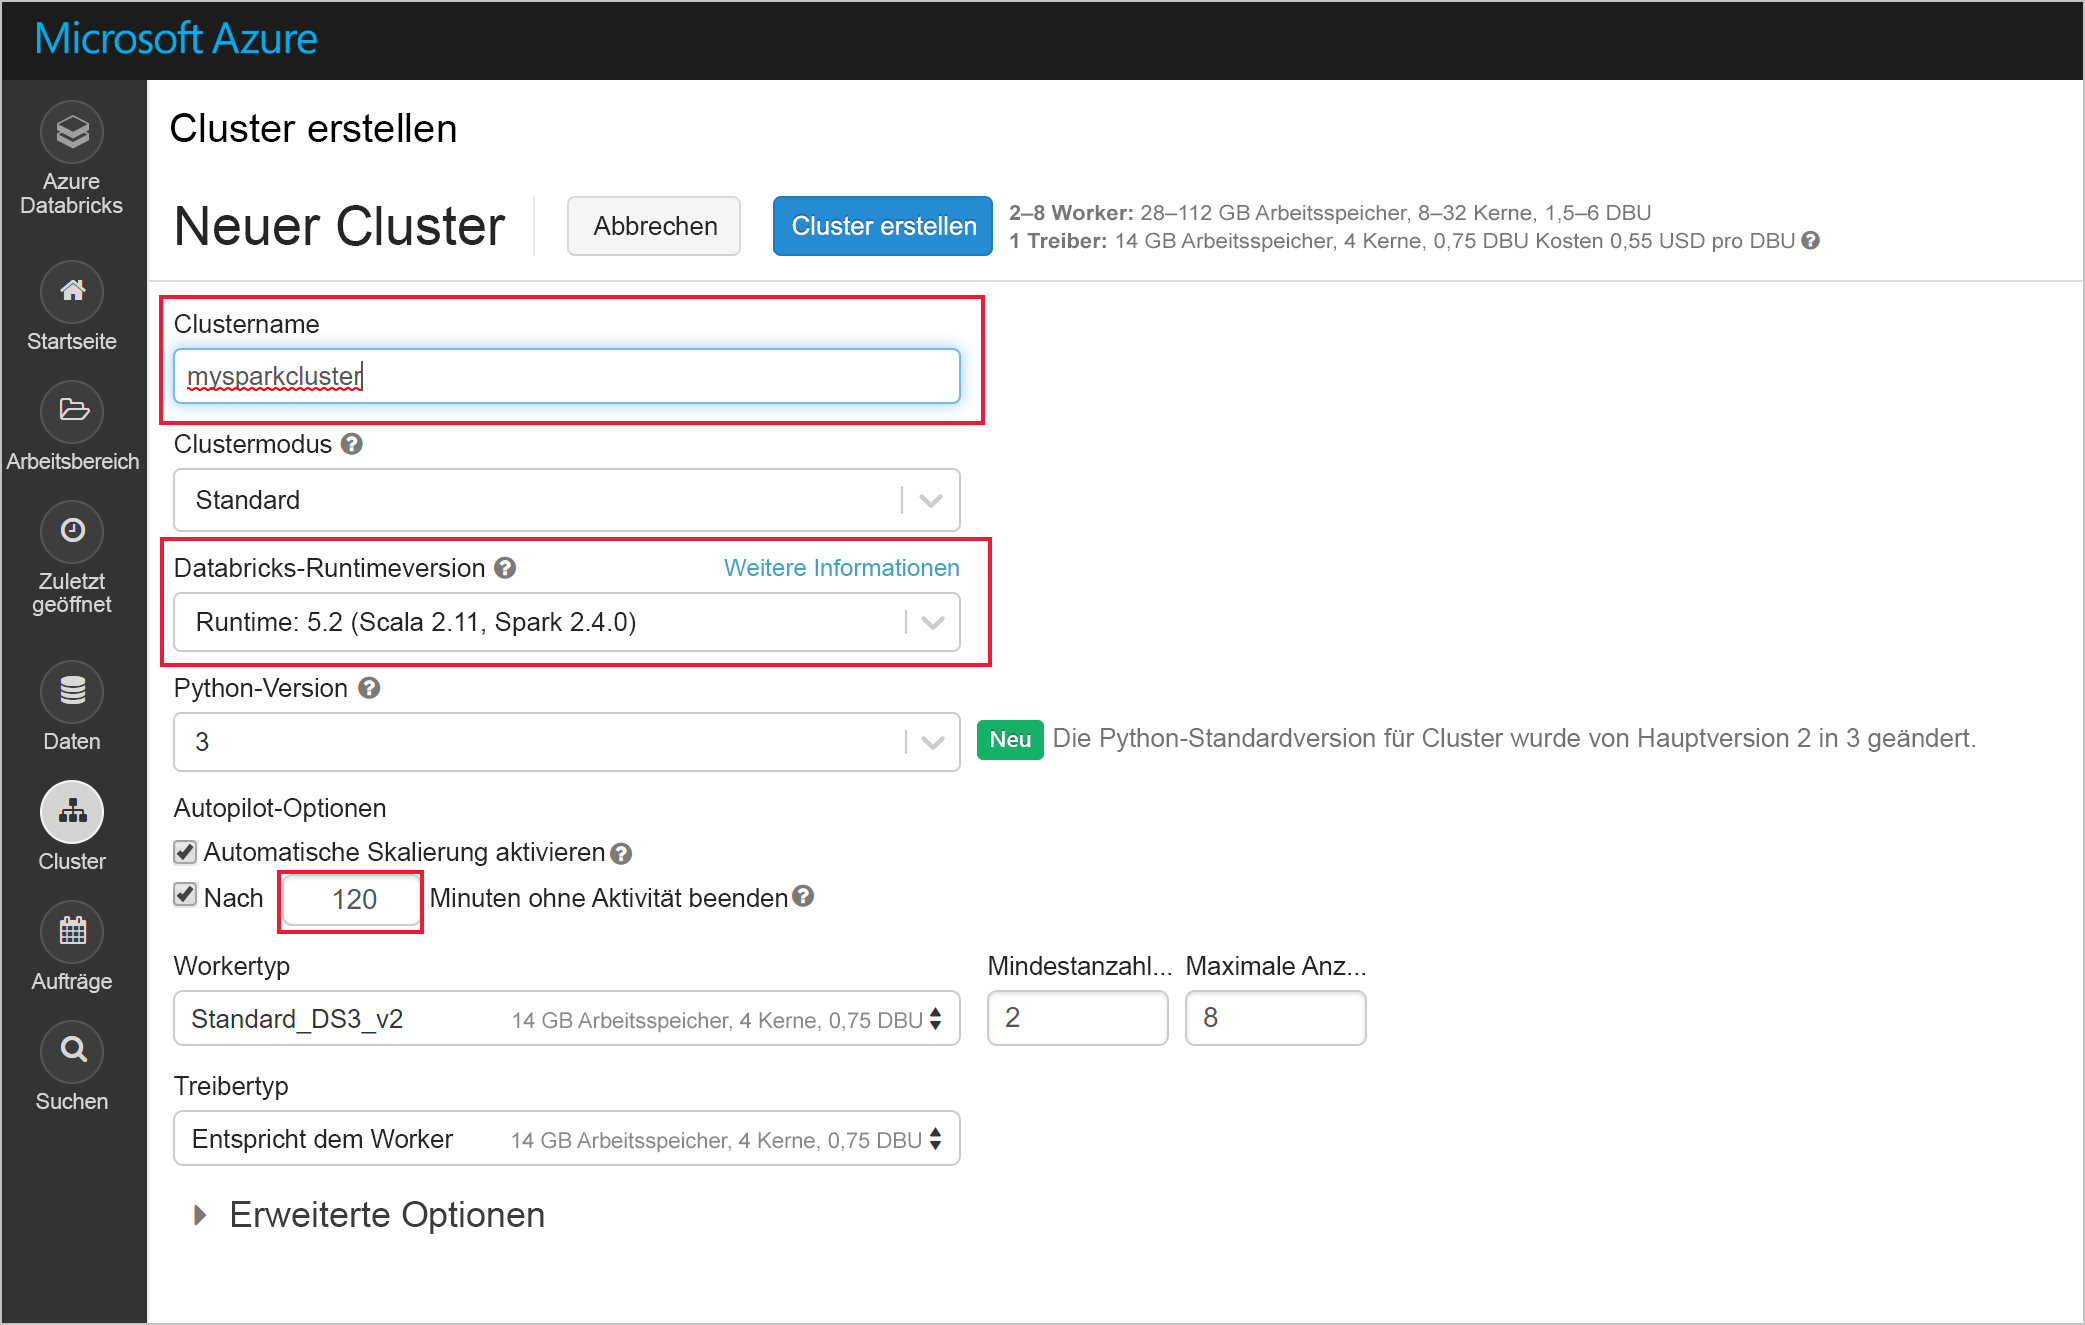 Microsoft Azure
Azure
Databricks
Startseite
Arbeitsbereich
Zuletzt
geöffnet
Daten
Cluster
Aufträge
Suchen
Cluster erstellen
Neuer Cluster
Abbrechen
Cluster erstellen
2–8 Worker: 28–112 GB Arbeitsspeicher, 8–32 Kerne, 1,5–6 DBU
1 Treiber: 14 GB Arbeitsspeicher, 4 Kerne, 0,75 DBU Kosten 0,55 USD pro DBU ?
Clustername
mysparkcluster
Clustermodus ?
Standard
Databricks-Runtimeversion ? Weitere Informationen
Runtime: 5.2 (Scala 2.11, Spark 2.4.0)
Python-Version ?
3
Neu Die Python-Standardversion für Cluster wurde von Hauptversion 2 in 3 geändert.
Autopilot-Optionen
Automatische Skalierung aktivieren ?
Nach 120 Minuten ohne Aktivität beenden ?
Workertyp Mindestanzahl... Maximale Anz...
Standard_DS3_v2 14 GB Arbeitsspeicher, 4 Kerne, 0,75 DBU 2 8
Treibertyp
Entspricht dem Worker 14 GB Arbeitsspeicher, 4 Kerne, 0,75 DBU
Erweiterte Optionen